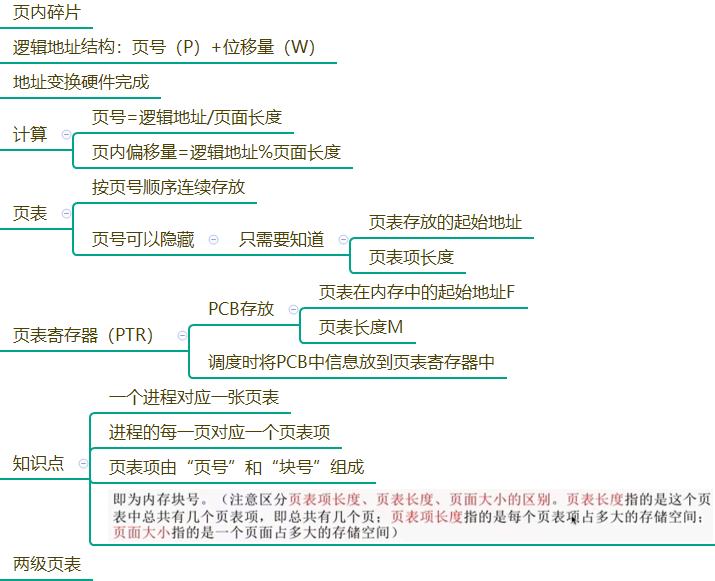 页内碎片
逻辑地址结构：页号（P）+位移量（W）
地址变换硬件完成
计算
页号=逻辑地址/页面长度
页内偏移量=逻辑地址%页面长度
页表
按页号顺序连续存放
页号可以隐藏
只需要知道
页表存放的起始地址
页表项长度
页表寄存器（PTR）
PCB存放
页表在内存中的起始地址F
页表长度M
调度时将PCB中信息放到页表寄存器中
知识点
一个进程对应一张页表
进程的每一页对应一个页表项
页表项由“页号”和“块号”组成
即为内存块号。（注意区分页表项长度、页表长度、页面大小的区别。页表长度指的是这个页
表中总共有几个页表项，即总共有几个页；页表项长度指的是每个页表项占多大的存储空间；
页面大小指的是一个页面占多大的存储空间）
两级页表